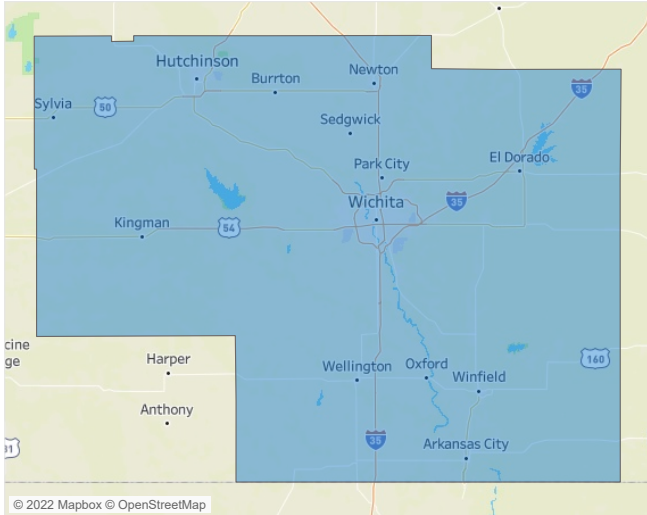 Hutchinson
Newton
Burrton
35
Sylvia
50
Sedgwick
Park City
El Dorado
Wichita
35
Kingman
54
cine
ge
Harper
Wellington
Oxford
Winfield
160
Anthony
35
Arkansas City
31
© 2022 Mapbox © OpenStreetMap